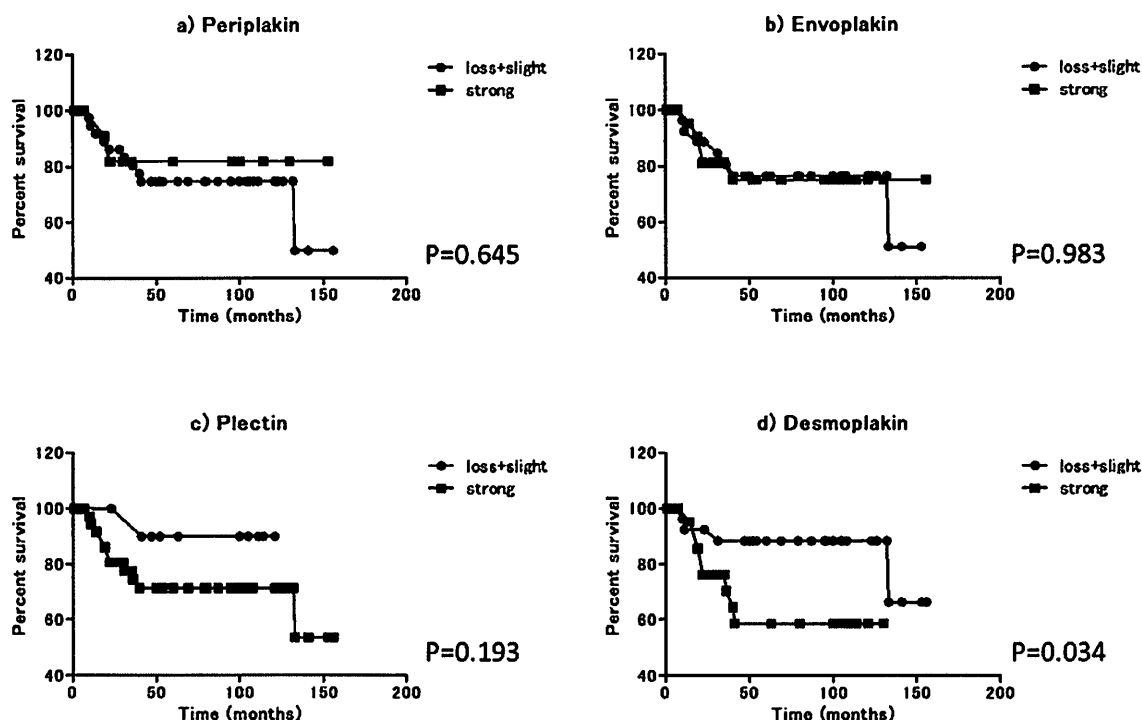 a) Periplakin
120
100
80
60
40
Percent survival
0 50 100 150 200
Time (months)
loss+slight
strong
P=0.645
b) Envoplakin
120
100
80
60
40
Percent survival
0 50 100 150 200
Time (months)
loss+slight
strong
P=0.983
c) Plectin
120
100
80
60
40
Percent survival
0 50 100 150 200
Time (months)
loss+slight
strong
P=0.193
d) Desmoplakin
120
100
80
60
40
Percent survival
0 50 100 150 200
Time (months)
loss+slight
strong
P=0.034